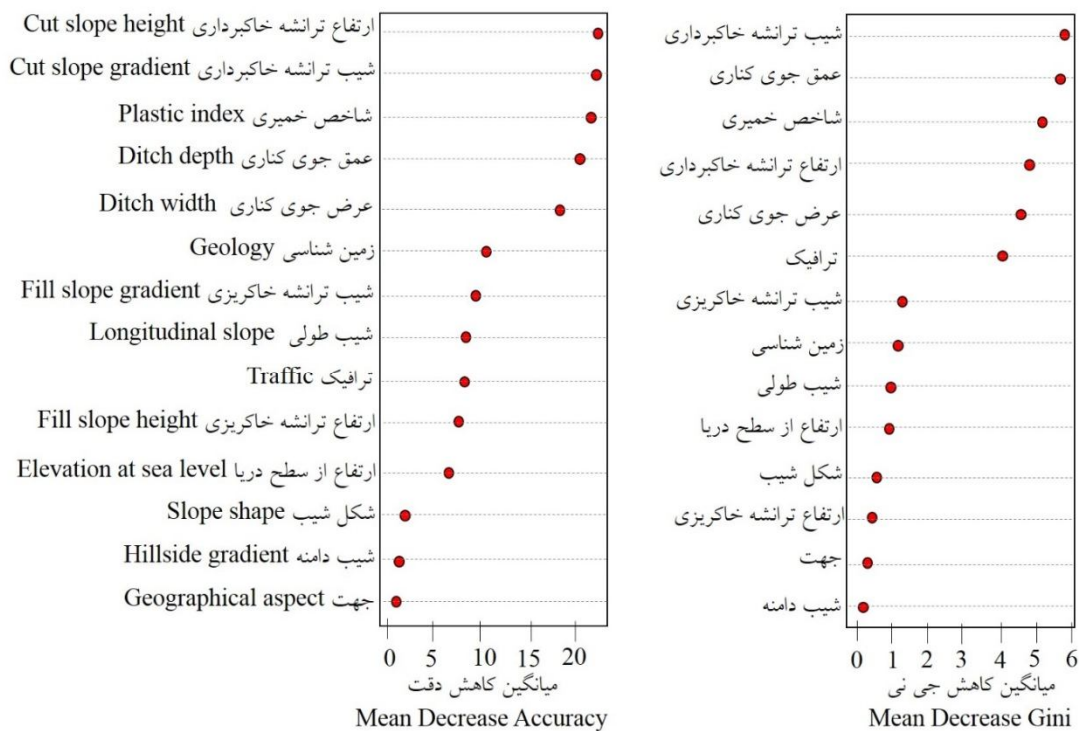 Cut slope height ارتفاع ترانشه خاکبرداری
Cut slope gradient شیب ترانشه خاکبرداری
Plastic index شاخص خمیری
Ditch depth عمق جوی کناری
Ditch width عرض جوی کناری
Geology زمین شناسی
Fill slope gradient شیب ترانشه خاکریزی
Longitudinal slope شیب طولی
Traffic ترافیک
Fill slope height ارتفاع ترانشه خاکریزی
Elevation at sea level ارتفاع از سطح دریا
Slope shape شکل شیب
Hillside gradient شیب دامنه
Geographical aspect جهت
0 5 10 15 20
میانگین کاهش دقت
Mean Decrease Accuracy
شیب ترانشه خاکبرداری
عمق جوی کناری
شاخص خمیری
ارتفاع ترانشه خاکبرداری
عرض جوی کناری
ترافیک
شیب ترانشه خاکریزی
زمین شناسی
شیب طولی
ارتفاع از سطح دریا
شکل شیب
ارتفاع ترانشه خاکریزی
جهت
شیب دامنه
0 1 2 3 4 5 6
میانگین کاهش جی نی
Mean Decrease Gini